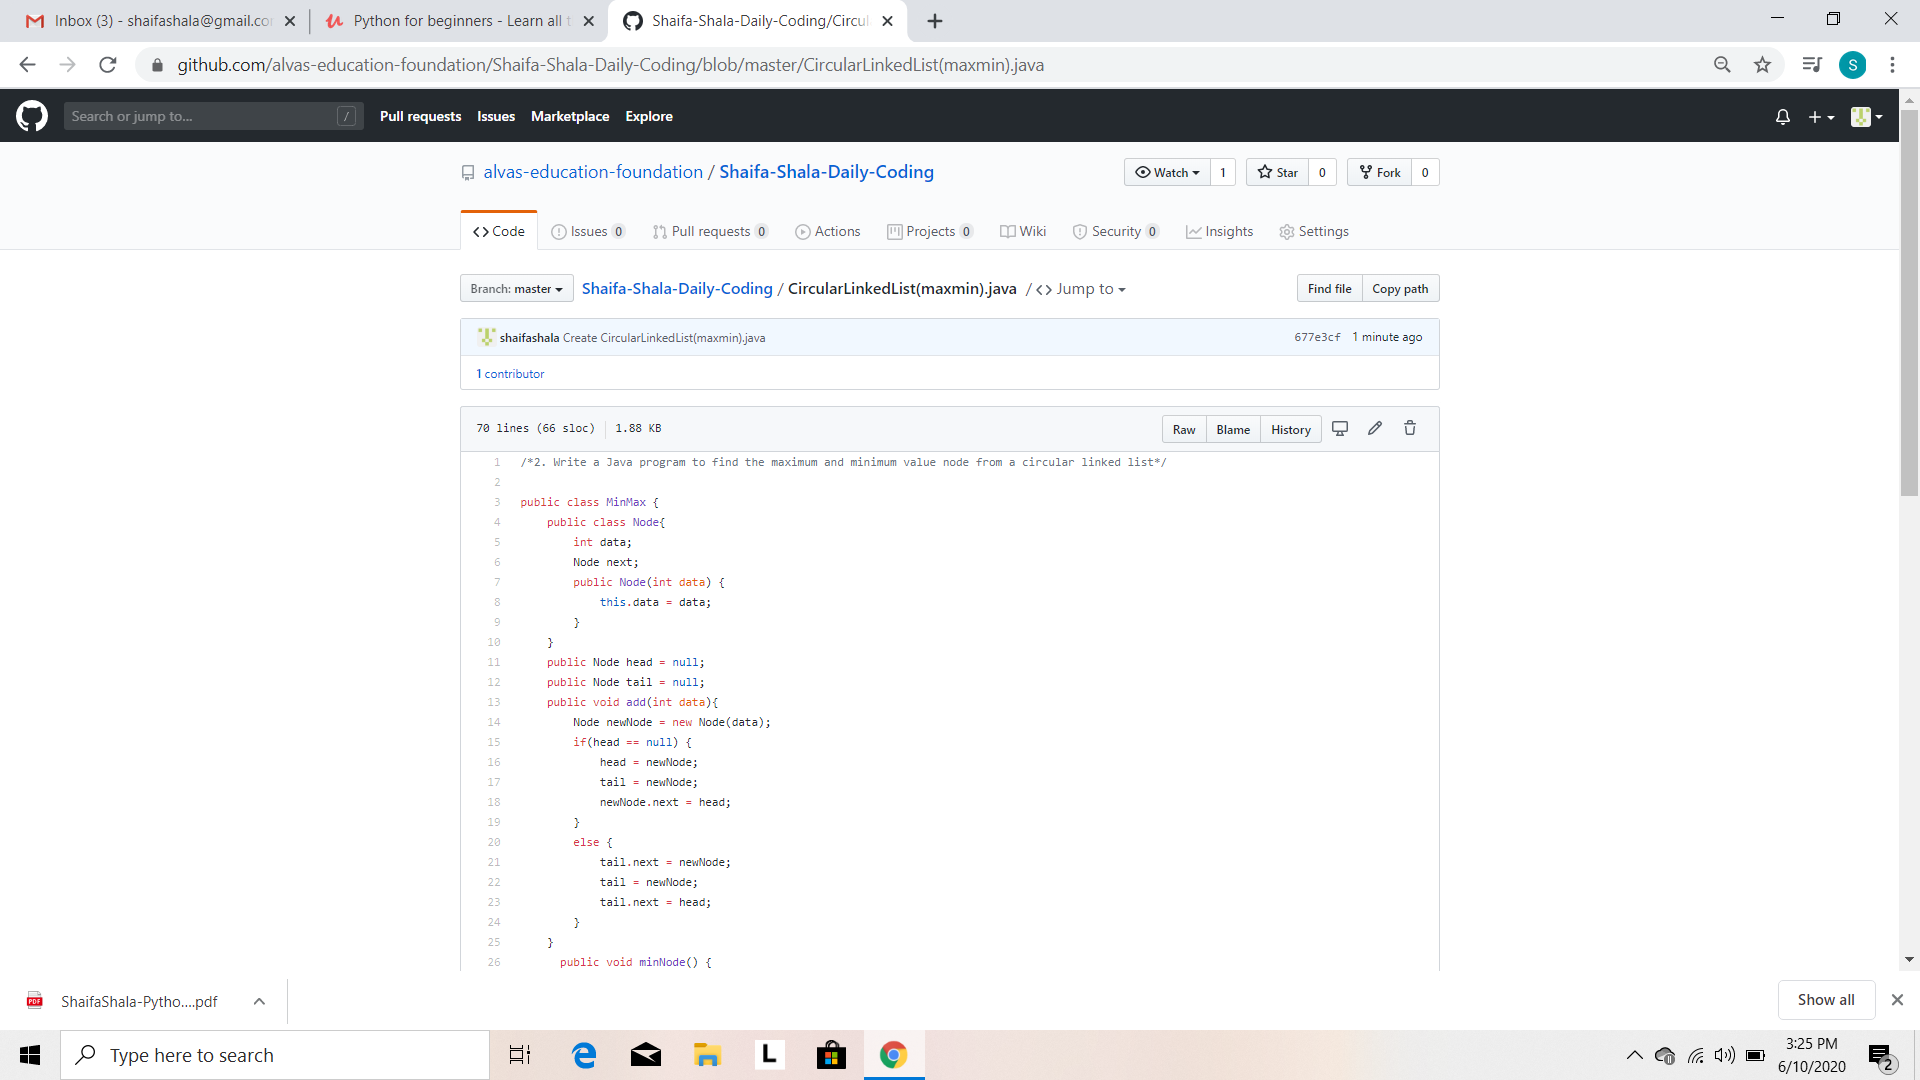 Inbox (3) - shaifashala@gmail.co
Python for beginners - Learn all t
Shaifa-Shala-Daily-Coding/Circul
github.com/alvas-education-foundation/Shaifa-Shala-Daily-Coding/blob/master/CircularLinkedList(maxmin).java
S
Search or jump to... /
Pull requests Issues Marketplace Explore
alvas-education-foundation / Shaifa-Shala-Daily-Coding
Watch 1 Star 0 Fork 0
Code Issues 0 Pull requests 0 Actions Projects 0 Wiki Security 0 Insights Settings
Branch: master Shaifa-Shala-Daily-Coding / CircularLinkedList(maxmin).java / <> Jump to Find file Copy path
shaifashala Create CircularLinkedList(maxmin).java 677e3cf 1 minute ago
1 contributor
70 lines (66 sloc) 1.88 KB Raw Blame History
1 /*2. Write a Java program to find the maximum and minimum value node from a circular linked list*/
2
3 public class MinMax {
4 public class Node{
5 int data;
6 Node next;
7 public Node(int data) {
8 this.data = data;
9 }
10 }
11 public Node head = null;
12 public Node tail = null;
13 public void add(int data){
14 Node newNode = new Node(data);
15 if(head == null) {
16 head = newNode;
17 tail = newNode;
18 newNode.next = head;
19 }
20 else {
21 tail.next = newNode;
22 tail = newNode;
23 tail.next = head;
24 }
25 }
26 public void minNode() {
PDF ShaifaShala-Pytho....pdf Show all
Type here to search
L
3:25 PM
6/10/2020
2